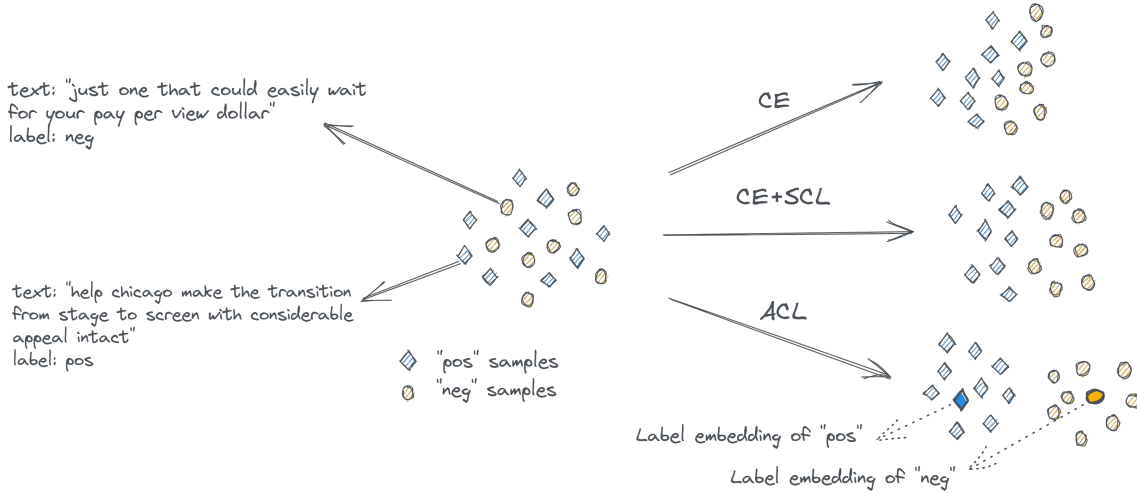 text: "just one that could easily wait
for your pay per view dollar"
label: neg
text: "help chicago make the transition
from stage to screen with considerable
appeal intact"
label: pos
"pos" samples
"neg" samples
CE
CE+SCL
ACL
Label embedding of "pos"
Label embedding of "neg"